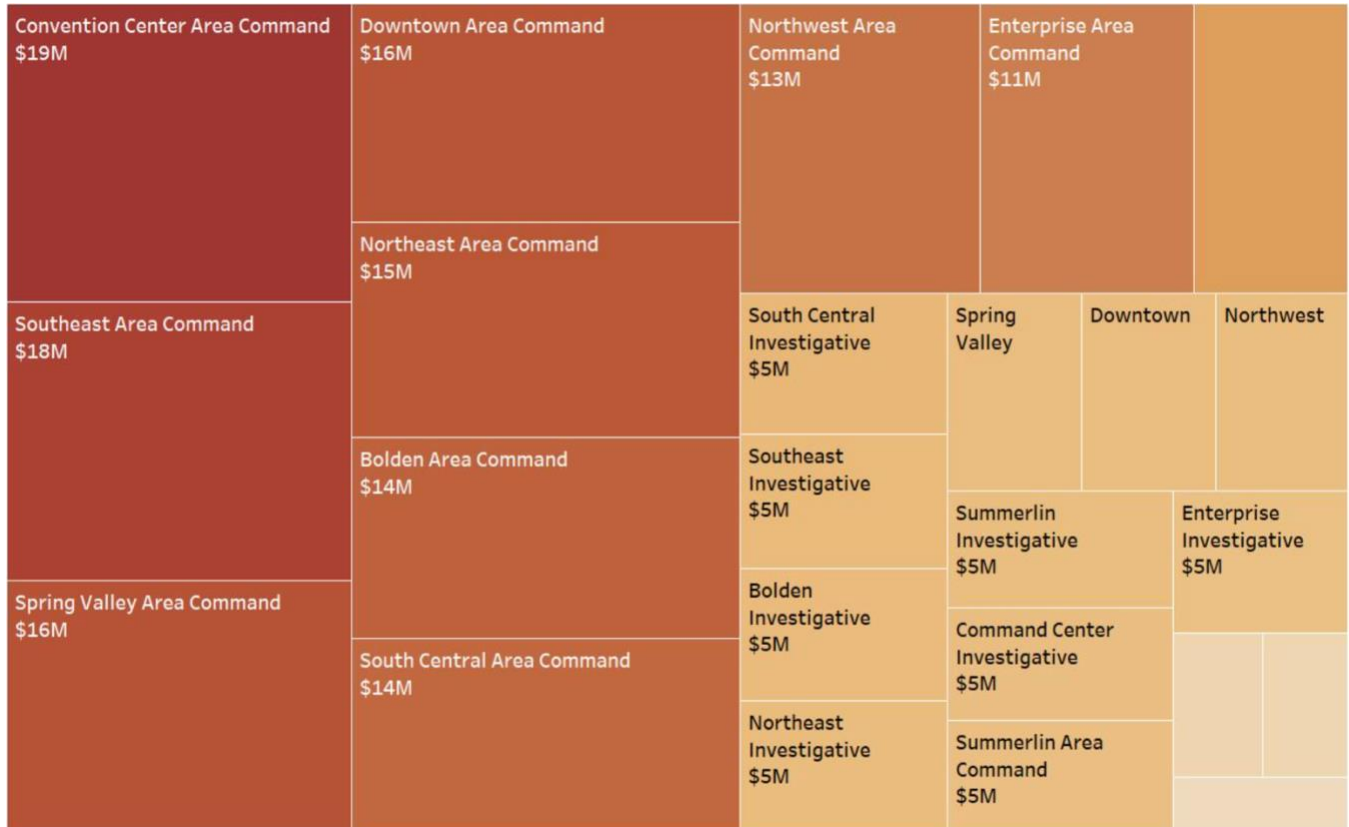 Convention Center Area Command
$19M
Southeast Area Command
$18M
Spring Valley Area Command
$16M
Downtown Area Command
$16M
Northeast Area Command
$15M
Bolden Area Command
$14M
South Central Area Command
$14M
Northwest Area
Command
$13M
Enterprise Area
Command
$11M
South Central
Investigative
$5M
Southeast
Investigative
$5M
Bolden
Investigative
$5M
Northeast
Investigative
$5M
Spring
Valley
Downtown
Northwest
Summerlin
Investigative
$5M
Command Center
Investigative
$5M
Summerlin Area
Command
$5M
Enterprise
Investigative
$5M